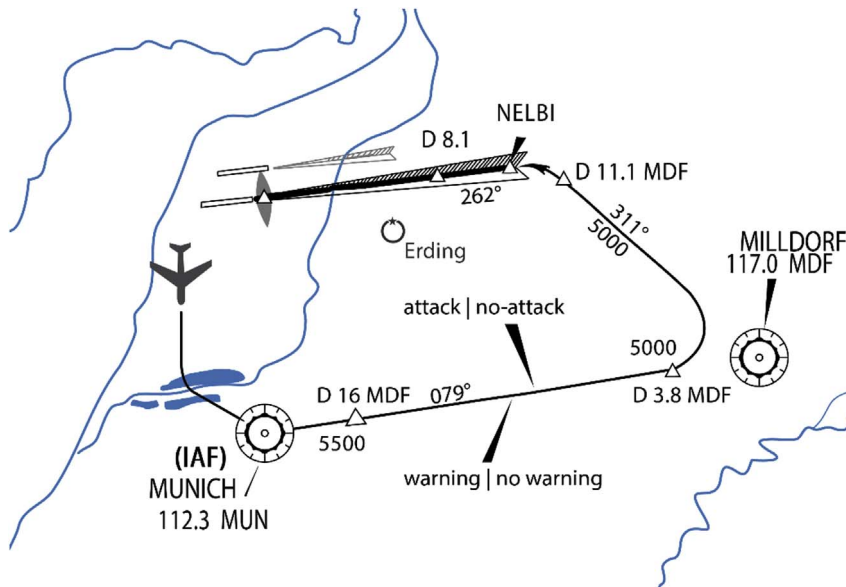 NELBI
D 8.1
D 11.1 MDF
262°
311°
5000
Erding
MILLDORF
117.0 MDF
attack | no-attack
5000
D 16 MDF
079°
D 3.8 MDF
5500
(IAF)
MUNICH
112.3 MUN
warning | no warning